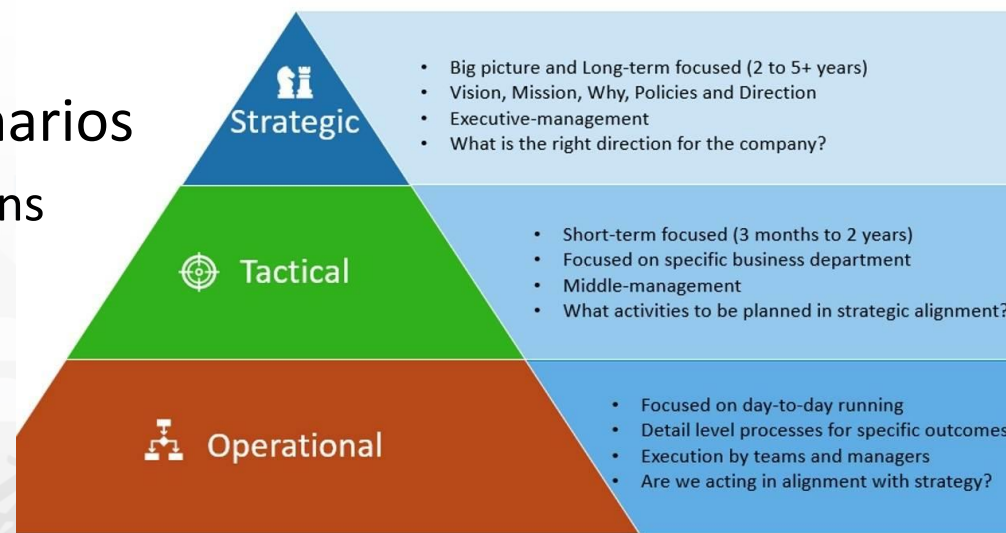 narios
ns
Strategic
• Big picture and Long-term focused (2 to 5+ years)
• Vision, Mission, Why, Policies and Direction
• Executive-management
• What is the right direction for the company?
Tactical
• Short-term focused (3 months to 2 years)
• Focused on specific business department
• Middle-management
• What activities to be planned in strategic alignment?
Operational
• Focused on day-to-day running
• Detail level processes for specific outcomes
• Execution by teams and managers
• Are we acting in alignment with strategy?